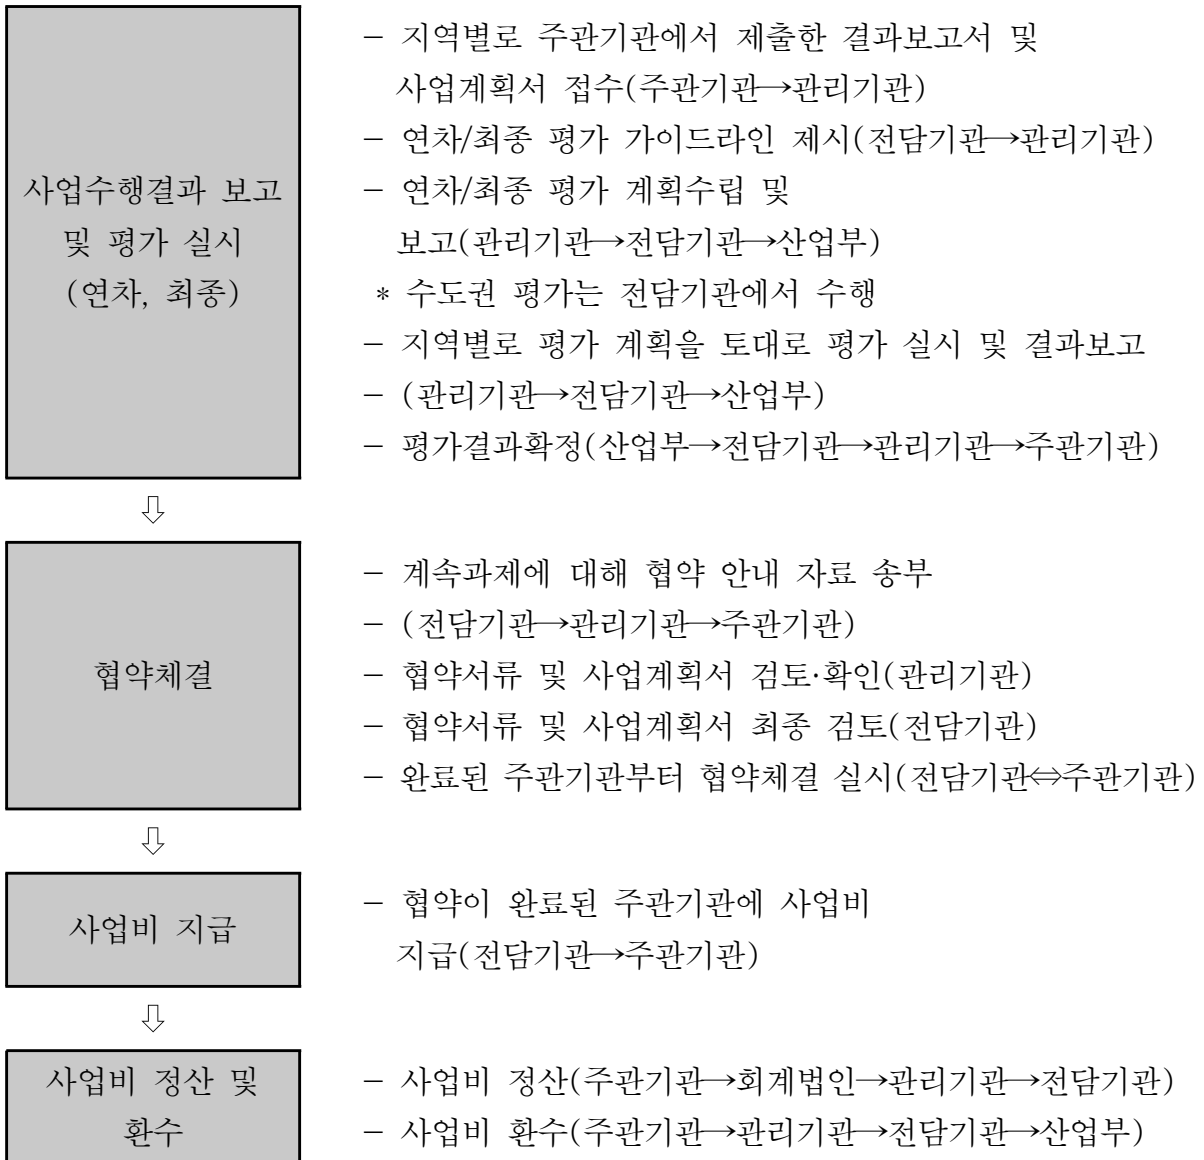 사업수행결과 보고
및 평가 실시
(연차, 최종)
- 지역별로 주관기관에서 제출한 결과보고서 및
사업계획서 접수(주관기관→관리기관)
- 연차/최종 평가 가이드라인 제시(전담기관→관리기관)
- 연차/최종 평가 계획수립 및
보고(관리기관→전담기관→산업부)
* 수도권 평가는 전담기관에서 수행
- 지역별로 평가 계획을 토대로 평가 실시 및 결과보고
- (관리기관→전담기관→산업부)
- 평가결과확정(산업부→전담기관→관리기관→주관기관)
⇩
협약체결
- 계속과제에 대해 협약 안내 자료 송부
- (전담기관→관리기관→주관기관)
- 협약서류 및 사업계획서 검토·확인(관리기관)
- 협약서류 및 사업계획서 최종 검토(전담기관)
- 완료된 주관기관부터 협약체결 실시(전담기관⇔주관기관)
⇩
사업비 지급
- 협약이 완료된 주관기관에 사업비
지급(전담기관→주관기관)
⇩
사업비 정산 및
환수
- 사업비 정산(주관기관→회계법인→관리기관→전담기관)
- 사업비 환수(주관기관→관리기관→전담기관→산업부)